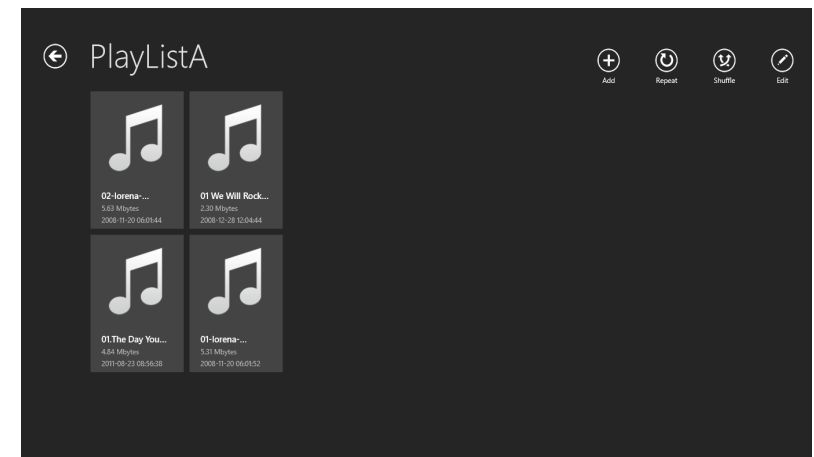 PlayListA
Add
Repeat
Shuffle
Edit
02-lorena-...
5.63 Mbytes
2008-11-20 06:01:44
01 We Will Rock...
2.30 Mbytes
2008-12-28 12:04:44
01.The Day You...
4.84 Mbytes
2011-08-23 08:56:38
01-lorena-...
5.31 Mbytes
2008-11-20 06:01:52